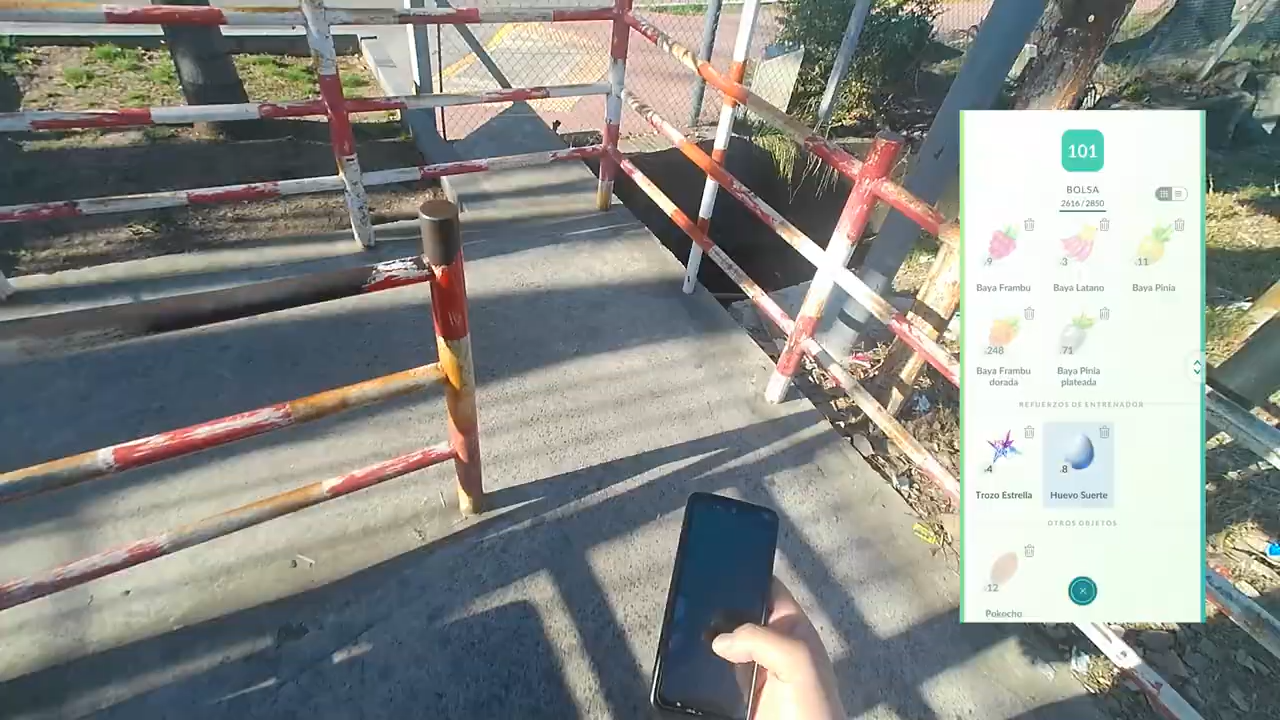 101
BOLSA
2616 / 2850
9
3
11
Baya Frambu
Baya Latano
Baya Pinia
248
71
Baya Frambu
dorada
Baya Pinia
plateada
REFUERZOS DE ENTRENADOR
4
8
Trozo Estrella
Huevo Suerte
OTROS OBJETOS
12
Pokocho